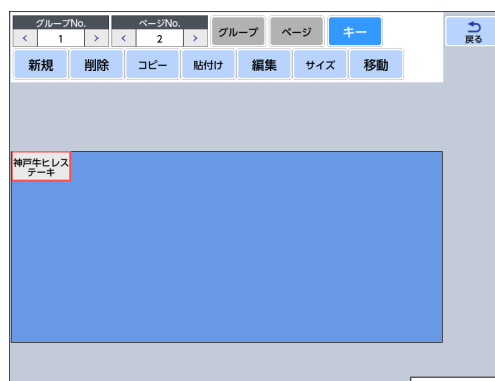 グループNo.
< 1 >
ページNo.
< 2 >
グループ
ページ
キー
戻る
新規
削除
コピー
貼付け
編集
サイズ
移動
神戸牛ヒレス
テーキ